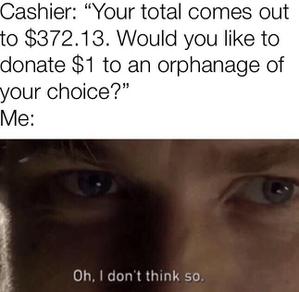 Cashier: “Your total comes out
to $372.13. Would you like to
donate $1 to an orphanage of
your choice?”
Me:
Oh, I don't think so.